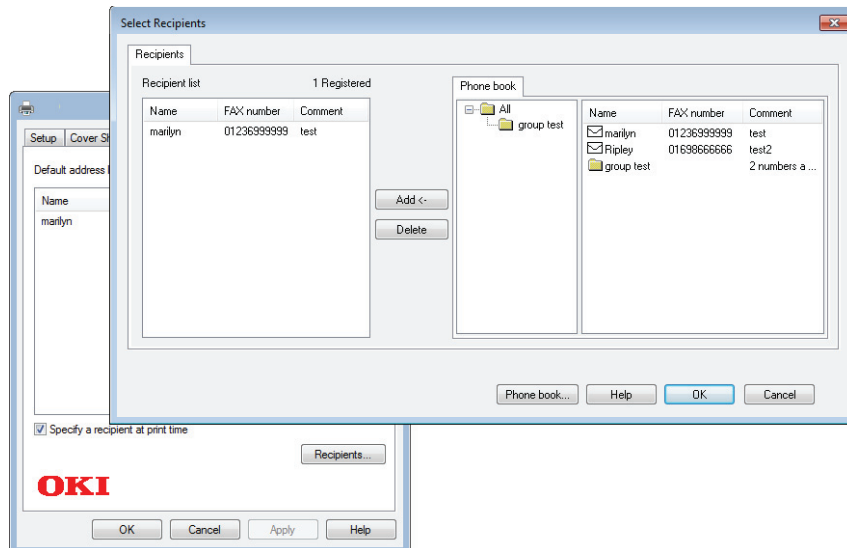 Select Recipients
Recipients
Recipient list 1 Registered
Name FAX number Comment
marilyn 01236999999 test
Add <-
Delete
Phone book
All
group test
Name FAX number Comment
marilyn 01236999999 test
Ripley 01698666666 test2
group test 2 numbers a ...
Phone book... Help OK Cancel
Setup Cover Sh
Default address
Name
marilyn
Specify a recipient at print time
Recipients...
OKI
OK Cancel Apply Help